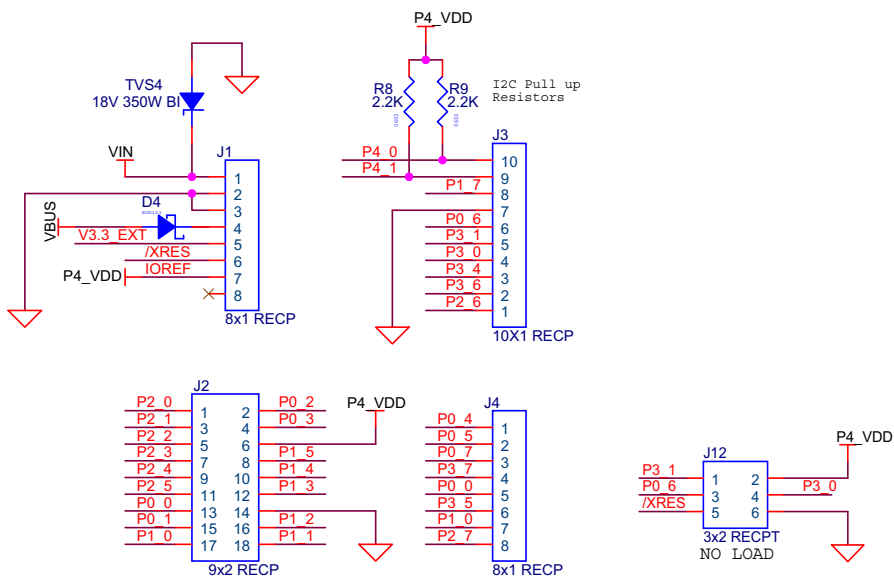 P4_VDD
TVS4
18V 350W BI
R8
2.2K
0603
R9
2.2K
0603
I2C Pull up
Resistors
VIN
J1
1
2
3
4
5
6
7
8
VBUS
D4
SOD123
V3.3_EXT
/XRES
P4_VDD
IOREF
8x1 RECP
J3
P4_0
10
P4_1
9
P1_7
8
7
P0_6
6
P3_1
5
P3_0
4
P3_4
3
P3_6
2
P2_6
1
10X1 RECP
J2
P2_0 1 2 P0_2
P2_1 3 4 P0_3
P2_2 5 6
P4_VDD
P2_3 7 8 P1_5
P2_4 9 10 P1_4
P2_5 11 12 P1_3
P0_0 13 14
P0_1 15 16 P1_2
P1_0 17 18 P1_1
9x2 RECP
J4
P0_4 1
P0_5 2
P0_7 3
P3_7 4
P0_0 5
P3_5 6
P1_0 7
P2_7 8
8x1 RECP
P4_VDD
J12
P3_1 1 2
P0_6 3 4 P3_0
/XRES 5 6
3x2 RECPT
NO LOAD